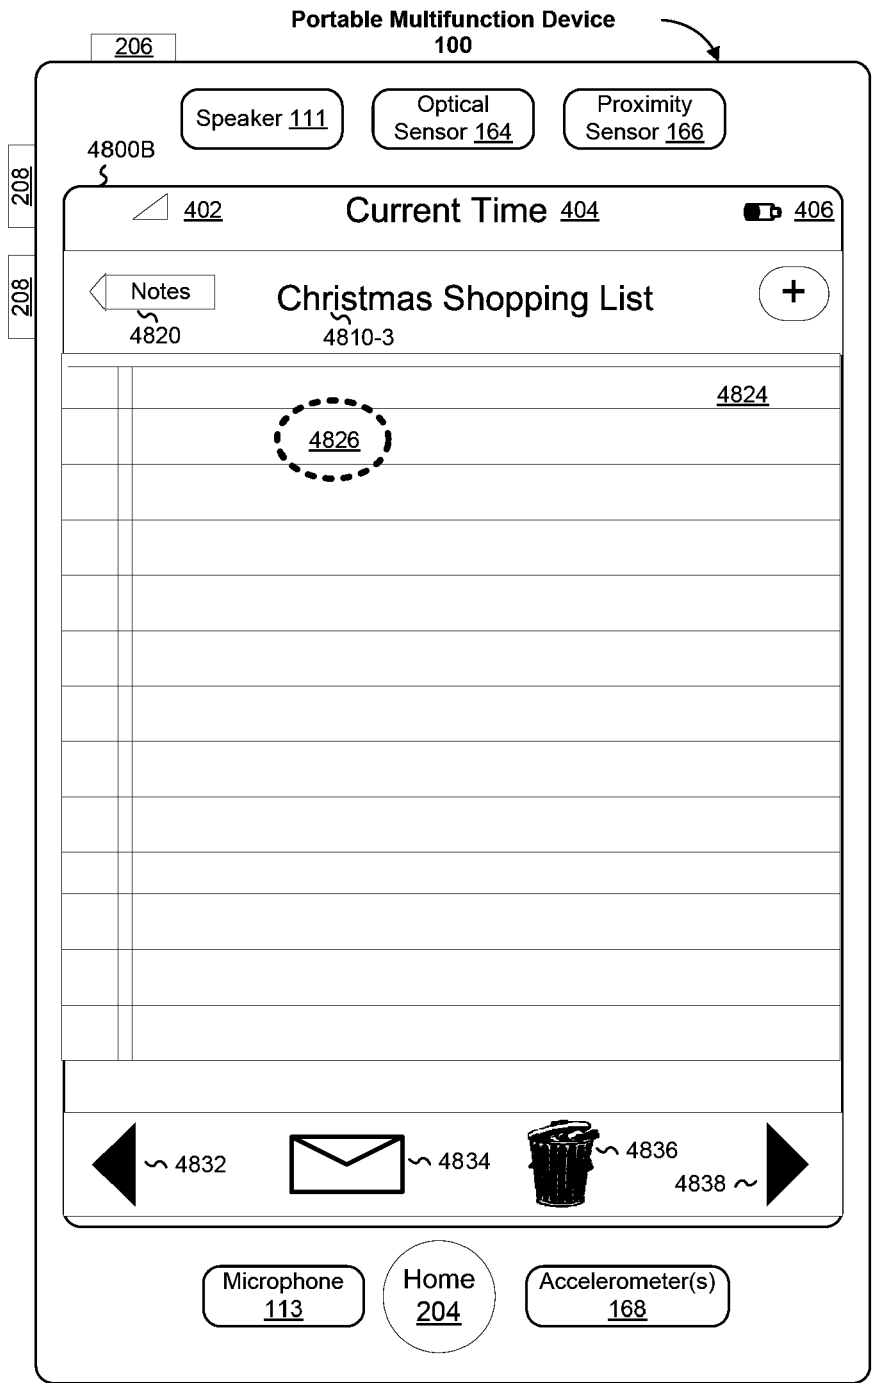 Portable Multifunction Device
100
206
Speaker 111
Optical
Sensor 164
Proximity
Sensor 166
4800B
208
208
402
Current Time 404
406
Notes
Christmas Shopping List
+
4820
4810-3
4824
4826
4832
4834
4836
4838
Microphone
113
Home
204
Accelerometer(s)
168